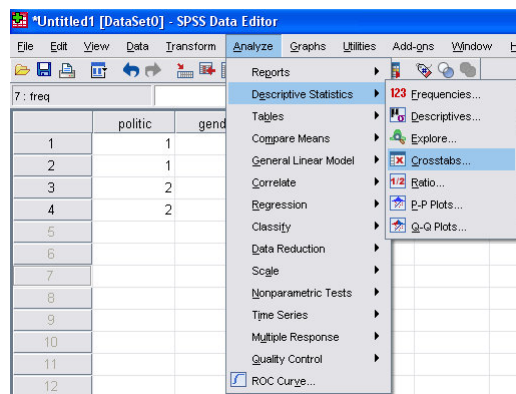 *Untitled1 [DataSet0] - SPSS Data Editor
File Edit View Data Transform Analyze Graphs Utilities Add-ons Window H
7 : freq
politic gend
1 1
2 1
3 2
4 2
5
6
7
8
9
10
11
12
Reports
Descriptive Statistics
Tables
Compare Means
General Linear Model
Correlate
Regression
Classify
Data Reduction
Scale
Nonparametric Tests
Time Series
Multiple Response
Quality Control
ROC Curve...
123 Frequencies...
Descriptives...
Explore...
Crosstabs...
1/2 Ratio...
P-P Plots...
Q-Q Plots...